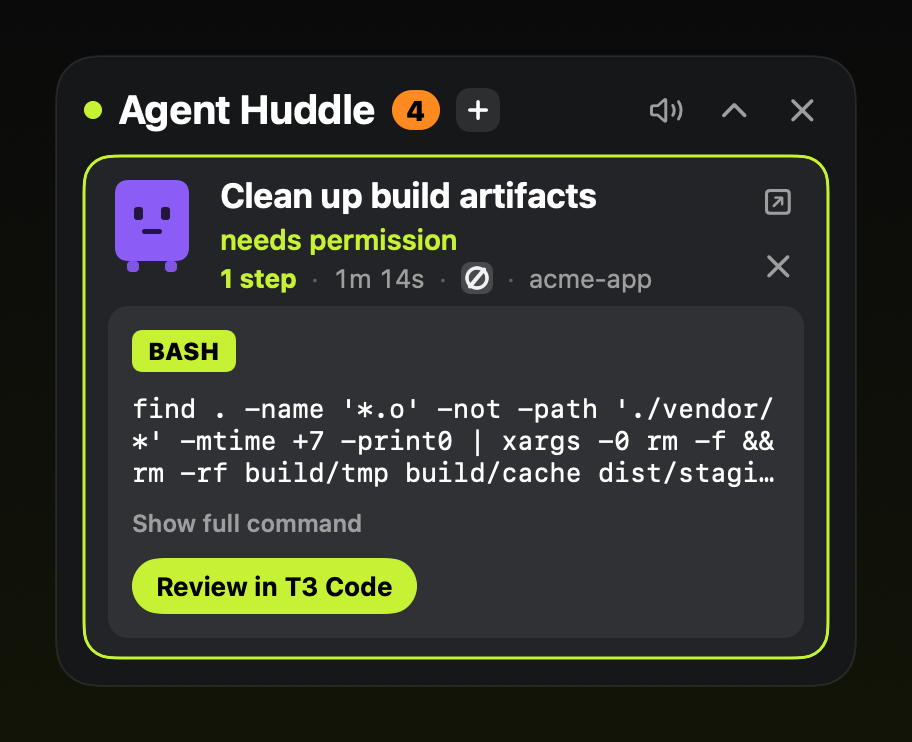 Agent Huddle 4 +
Clean up build artifacts
needs permission
1 step · 1m 14s · · acme-app
BASH
find . -name '*.o' -not -path './vendor/
*' -mtime +7 -print0 | xargs -0 rm -f &&
rm -rf build/tmp build/cache dist/stagi…
Show full command
Review in T3 Code